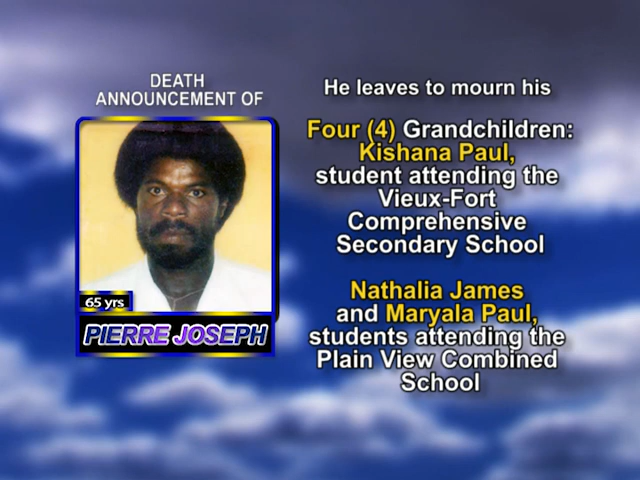 DEATH
ANNOUNCEMENT OF
65 yrs
PIERRE JOSEPH
He leaves to mourn his
Four (4) Grandchildren:
Kishana Paul,
student attending the
Vieux-Fort
Comprehensive
Secondary School
Nathalia James
and Maryala Paul,
students attending the
Plain View Combined
School